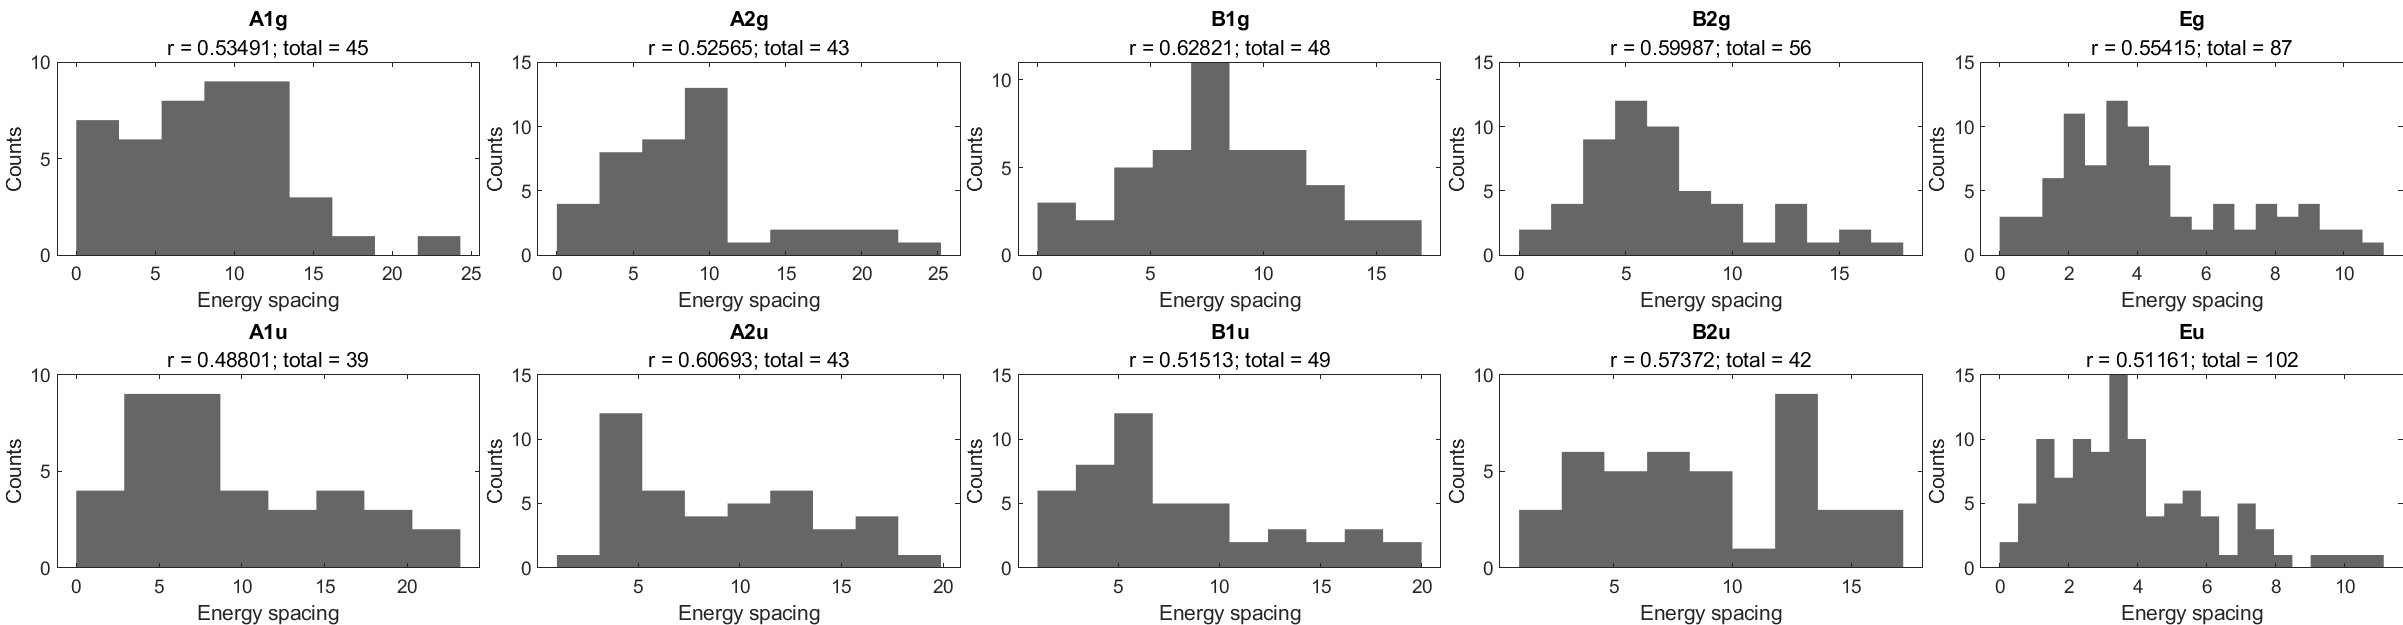 A1g
r = 0.53491; total = 45
10
5
0
Counts
0 5 10 15 20 25
Energy spacing
A2g
r = 0.52565; total = 43
15
10
5
0
Counts
0 5 10 15 20 25
Energy spacing
B1g
r = 0.62821; total = 48
10
5
0
Counts
0 5 10 15
Energy spacing
B2g
r = 0.59987; total = 56
15
10
5
0
Counts
0 5 10 15
Energy spacing
Eg
r = 0.55415; total = 87
15
10
5
0
Counts
0 2 4 6 8 10
Energy spacing
A1u
r = 0.48801; total = 39
10
5
0
Counts
0 5 10 15 20
Energy spacing
A2u
r = 0.60693; total = 43
15
10
5
0
Counts
5 10 15 20
Energy spacing
B1u
r = 0.51513; total = 49
15
10
5
0
Counts
5 10 15 20
Energy spacing
B2u
r = 0.57372; total = 42
10
5
0
Counts
5 10 15
Energy spacing
Eu
r = 0.51161; total = 102
15
10
5
0
Counts
0 2 4 6 8 10
Energy spacing